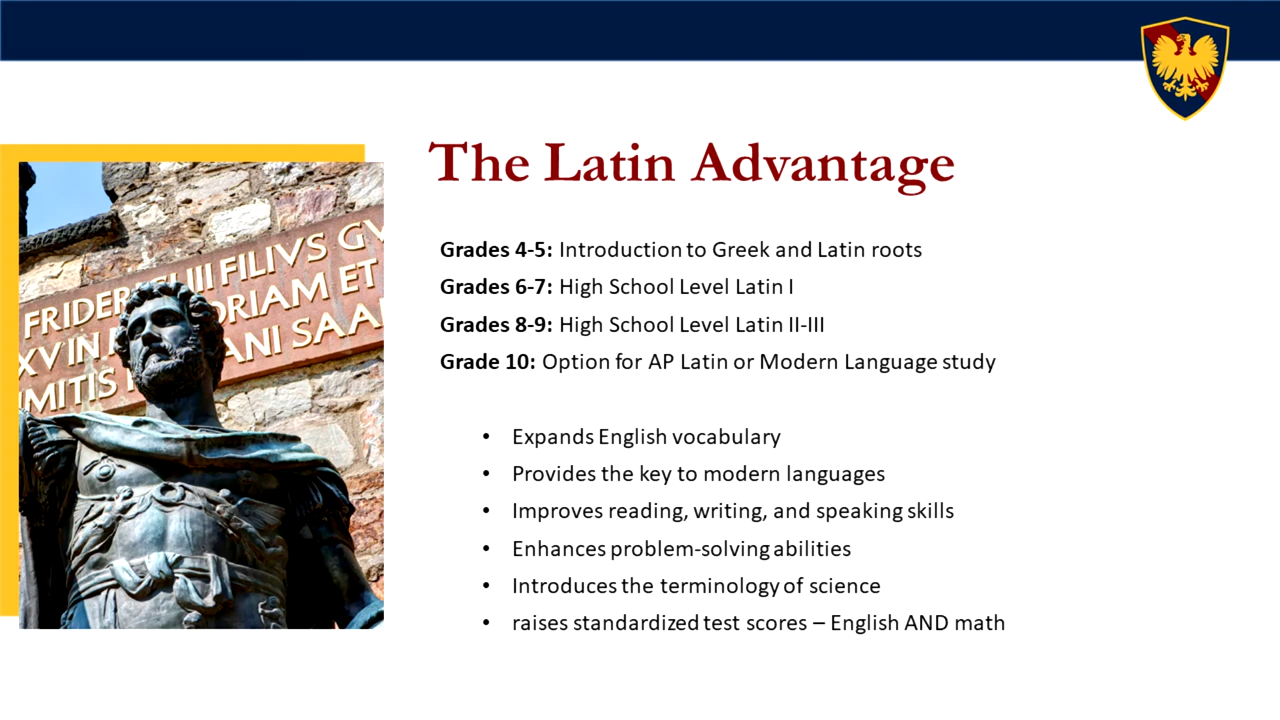 The Latin Advantage
Grades 4-5: Introduction to Greek and Latin roots
Grades 6-7: High School Level Latin I
Grades 8-9: High School Level Latin II-III
Grade 10: Option for AP Latin or Modern Language study
• Expands English vocabulary
• Provides the key to modern languages
• Improves reading, writing, and speaking skills
• Enhances problem-solving abilities
• Introduces the terminology of science
• raises standardized test scores – English AND math
III FILIVS
ET
XV IN